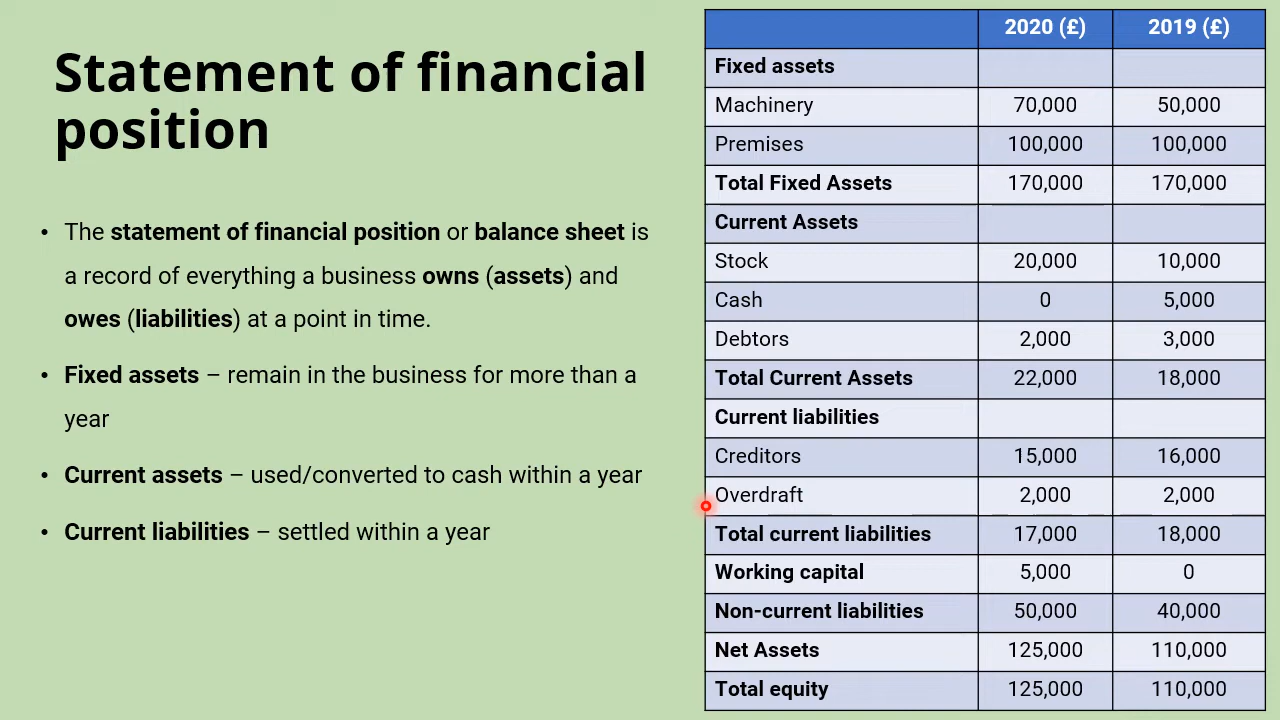 Statement of financial
position
• The statement of financial position or balance sheet is
a record of everything a business owns (assets) and
owes (liabilities) at a point in time.
• Fixed assets – remain in the business for more than a
year
• Current assets – used/converted to cash within a year
• Current liabilities – settled within a year
2020 (£) 2019 (£)
Fixed assets
Machinery 70,000 50,000
Premises 100,000 100,000
Total Fixed Assets 170,000 170,000
Current Assets
Stock 20,000 10,000
Cash 0 5,000
Debtors 2,000 3,000
Total Current Assets 22,000 18,000
Current liabilities
Creditors 15,000 16,000
Overdraft 2,000 2,000
Total current liabilities 17,000 18,000
Working capital 5,000 0
Non-current liabilities 50,000 40,000
Net Assets 125,000 110,000
Total equity 125,000 110,000